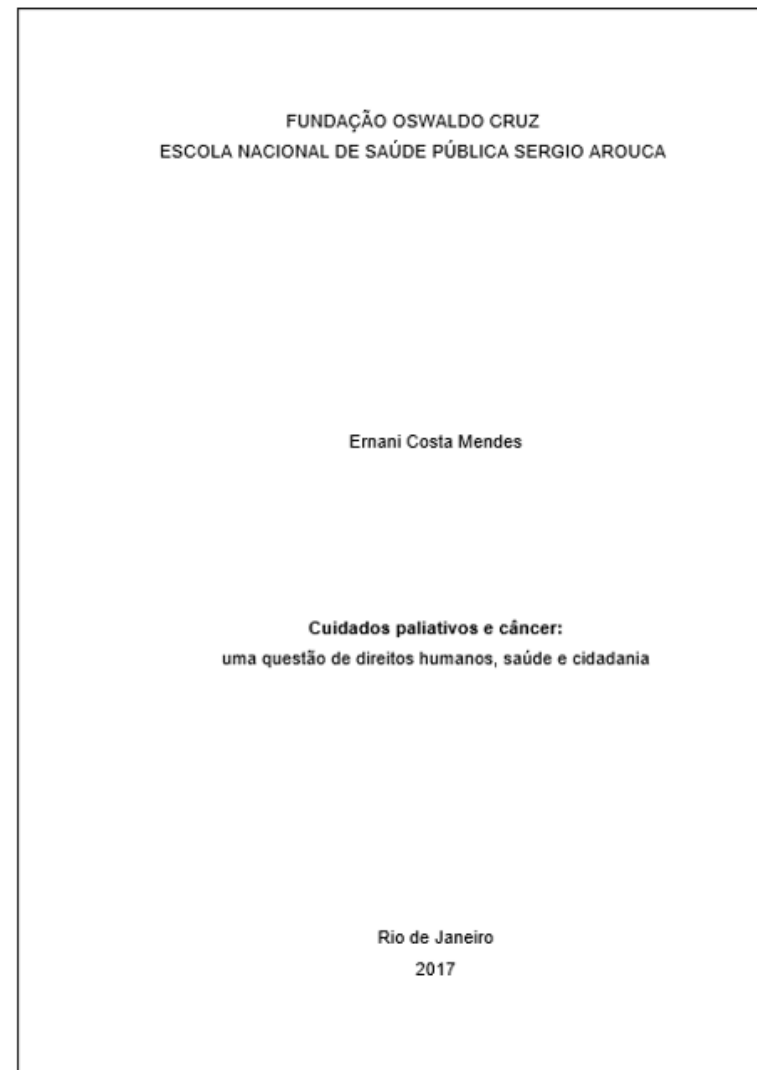 FUNDAÇÃO OSWALDO CRUZ
ESCOLA NACIONAL DE SAÚDE PÚBLICA SERGIO AROUCA
Ernani Costa Mendes
Cuidados paliativos e câncer:
uma questão de direitos humanos, saúde e cidadania
Rio de Janeiro
2017